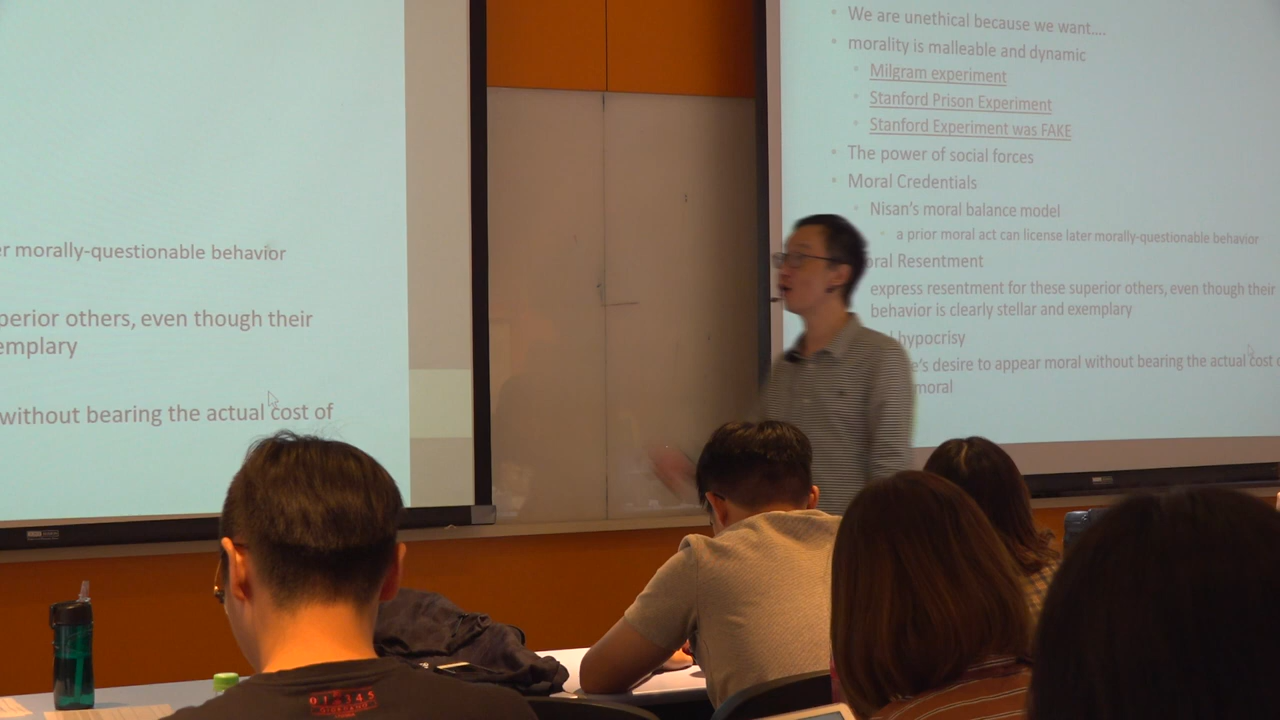 er morally-questionable behavior
perior others, even though their
emplary
without bearing the actual cost of
We are unethical because we want....
morality is malleable and dynamic
Milgram experiment
Stanford Prison Experiment
Stanford Experiment was FAKE
The power of social forces
Moral Credentials
Nisan's moral balance model
a prior moral act can license later morally-questionable behavior
oral Resentment
express resentment for these superior others, even though their
behavior is clearly stellar and exemplary
hypocrisy
e's desire to appear moral without bearing the actual cost o
moral